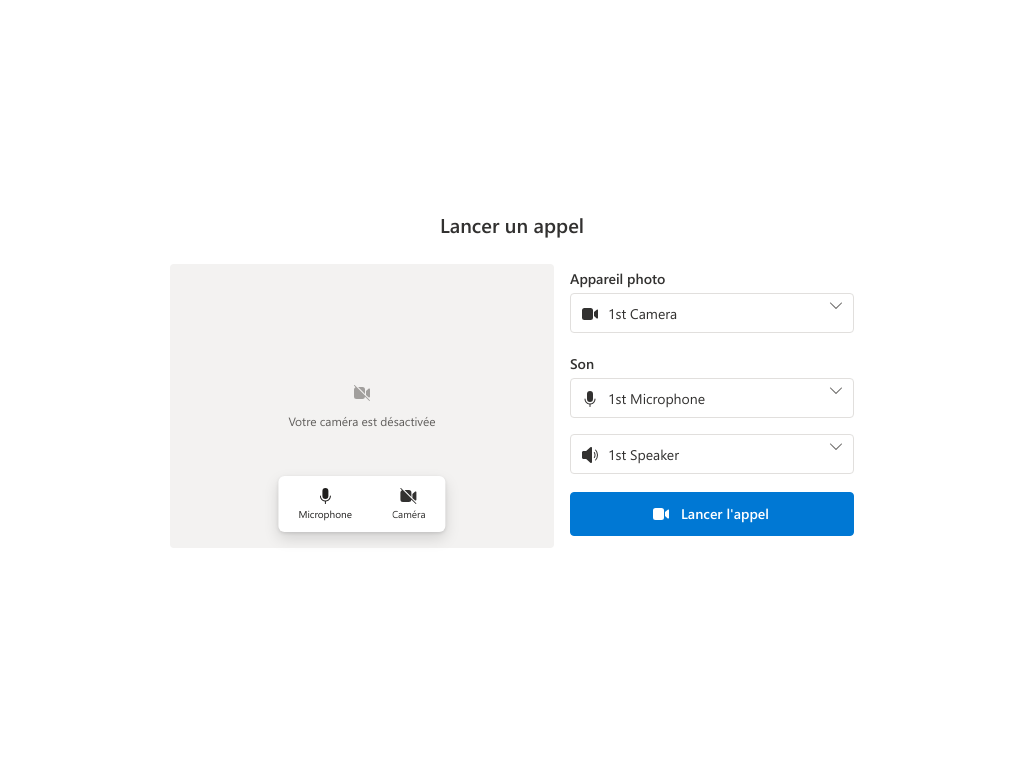 Lancer un appel
Votre caméra est désactivée
Microphone
Caméra
Appareil photo
1st Camera
Son
1st Microphone
1st Speaker
Lancer l'appel